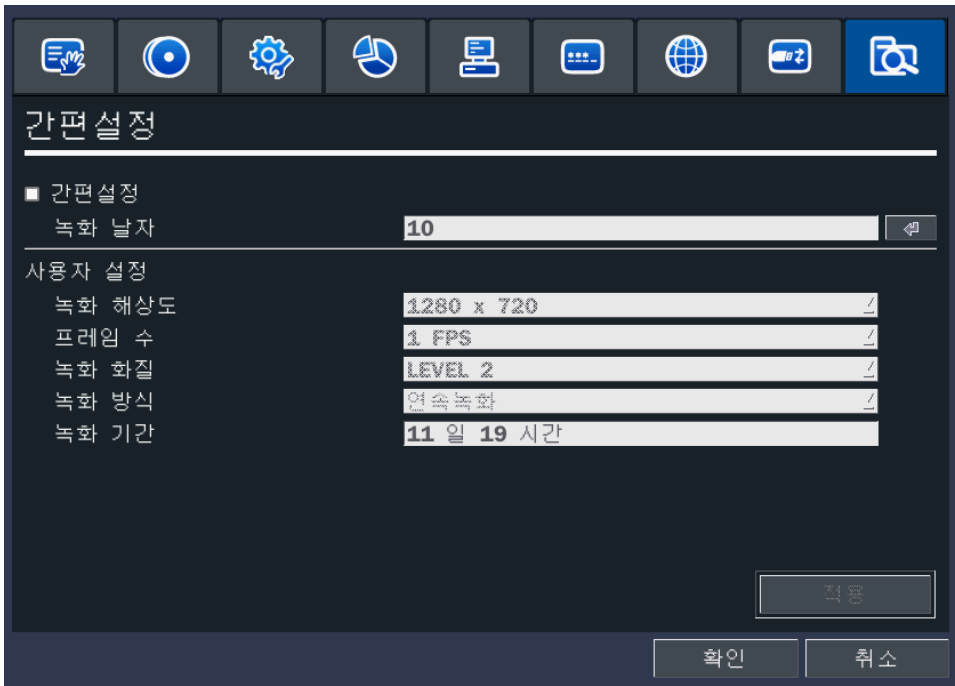 간편설정
간편설정
녹화 날자 10
사용자 설정
녹화 해상도 1280 x 720
프레임 수 1 FPS
녹화 화질 LEVEL 2
녹화 방식 연속녹화
녹화 기간 11 일 19 시간
적용
확인 취소